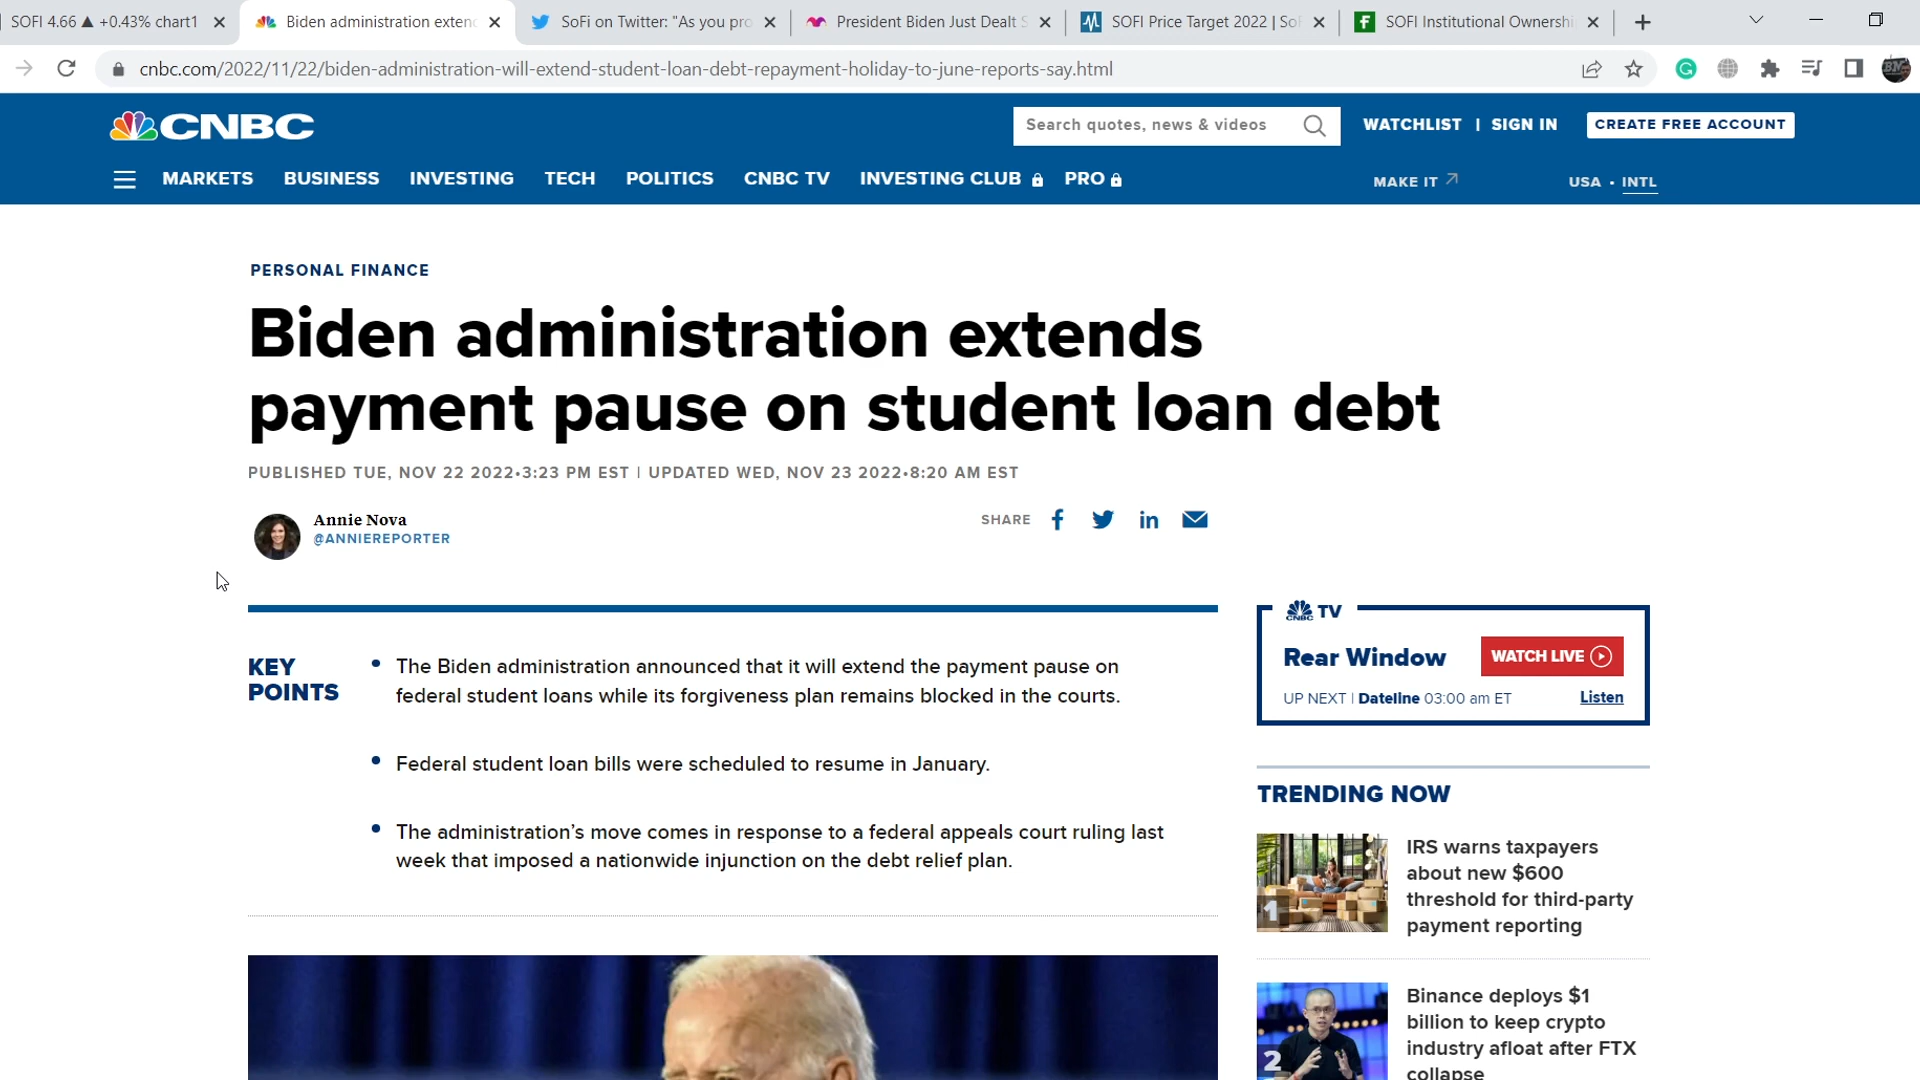 SOFI 4.66 ▲ +0.43% chart1
Biden administration exten
SoFi on Twitter: "As you pro
President Biden Just Dealt S
SOFI Price Target 2022 | SoF
SOFI Institutional Ownershi
cnbc.com/2022/11/22/biden-administration-will-extend-student-loan-debt-repayment-holiday-to-june-reports-say.html
CNBC
Search quotes, news & videos
WATCHLIST | SIGN IN
CREATE FREE ACCOUNT
MARKETS BUSINESS INVESTING TECH POLITICS CNBC TV INVESTING CLUB PRO
MAKE IT
USA • INTL
PERSONAL FINANCE
Biden administration extends
payment pause on student loan debt
PUBLISHED TUE, NOV 22 2022•3:23 PM EST | UPDATED WED, NOV 23 2022•8:20 AM EST
Annie Nova
@ANNIEREPORTER
SHARE
KEY
POINTS
• The Biden administration announced that it will extend the payment pause on
federal student loans while its forgiveness plan remains blocked in the courts.
• Federal student loan bills were scheduled to resume in January.
• The administration’s move comes in response to a federal appeals court ruling last
week that imposed a nationwide injunction on the debt relief plan.
CNBC TV
Rear Window
WATCH LIVE
UP NEXT | Dateline 03:00 am ET
Listen
TRENDING NOW
1
IRS warns taxpayers
about new $600
threshold for third-party
payment reporting
2
Binance deploys $1
billion to keep crypto
industry afloat after FTX
collapse